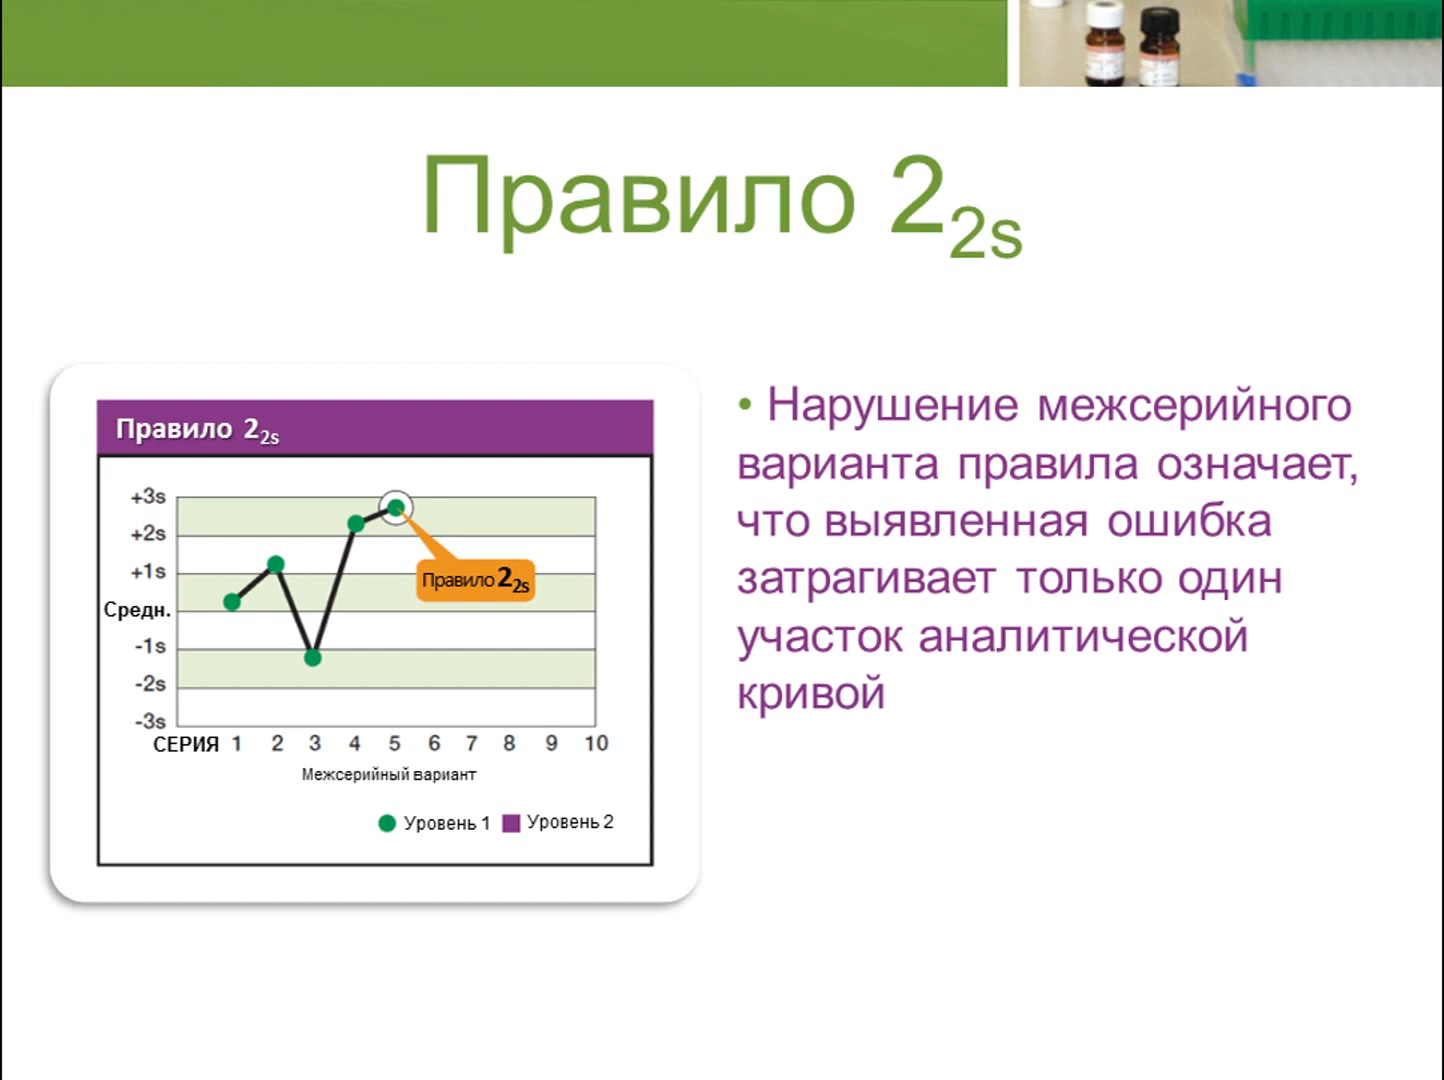 Правило 2₂s
Правило 2₂s
+3s
+2s
+1s
Средн.
-1s
-2s
-3s
Правило 2₂s
СЕРИЯ 1 2 3 4 5 6 7 8 9 10
Межсерийный вариант
Уровень 1 Уровень 2
• Нарушение межсерийного
варианта правила означает,
что выявленная ошибка
затрагивает только один
участок аналитической
кривой